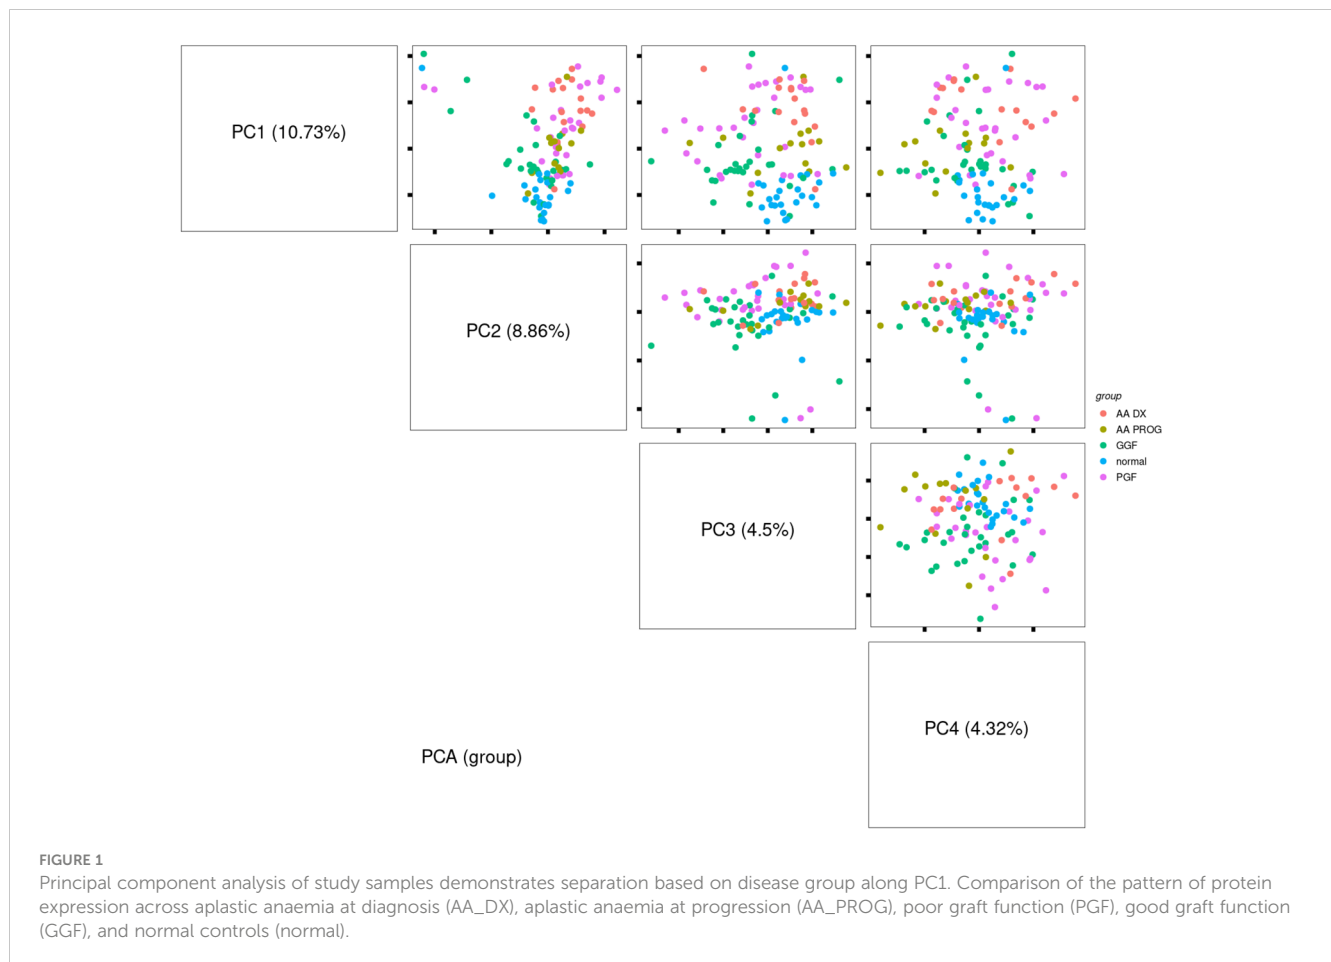 PC1 (10.73%)
PC2 (8.86%)
group
AA DX
AA PROG
GGF
normal
PGF
PC3 (4.5%)
PC4 (4.32%)
PCA (group)
FIGURE 1
Principal component analysis of study samples demonstrates separation based on disease group along PC1. Comparison of the pattern of protein
expression across aplastic anaemia at diagnosis (AA_DX), aplastic anaemia at progression (AA_PROG), poor graft function (PGF), good graft function
(GGF), and normal controls (normal).